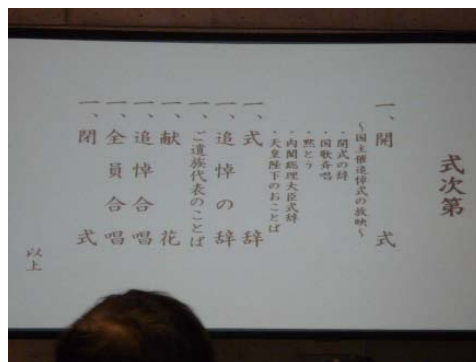 式次第
一、開式
～国主催追悼式の放映～
・開式の辞
・国歌斉唱
・黙とう
・内閣総理大臣式辞
・天皇陛下のおことば
一、式辞
一、追悼の辞
一、ご遺族代表のことば
一、献花
一、追悼合唱
一、全員合唱
一、閉式
以上